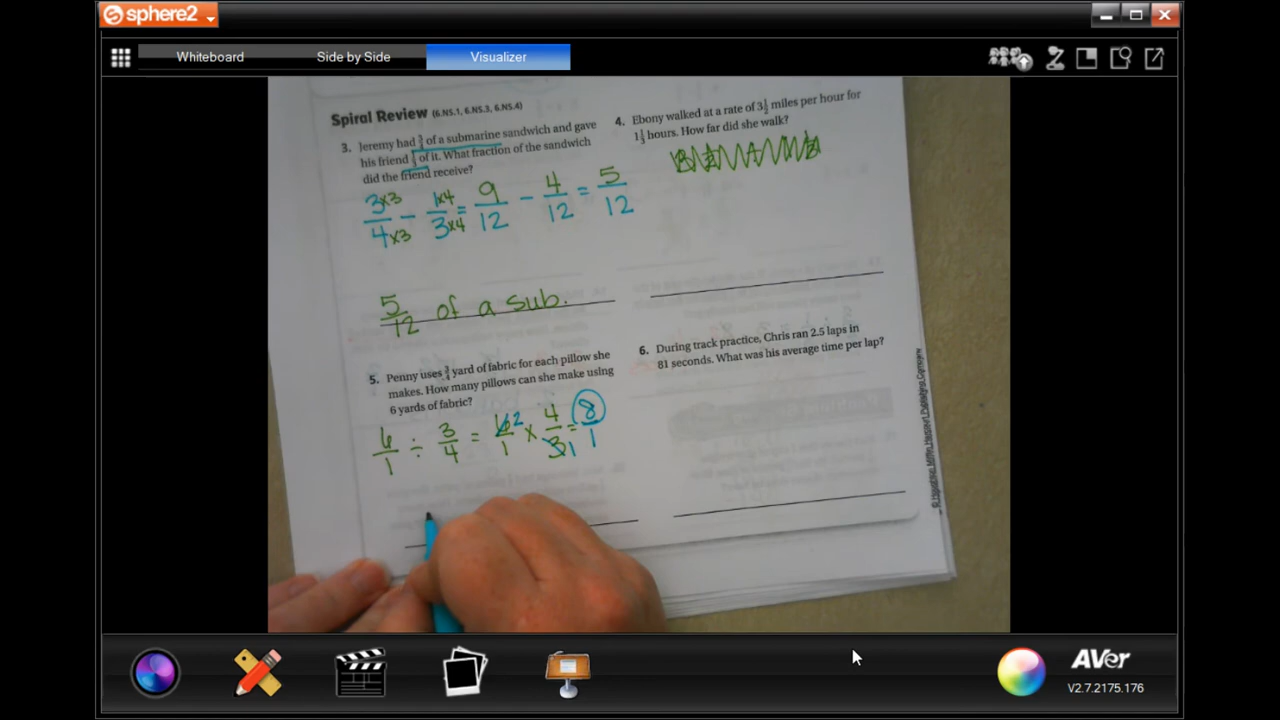 sphere2
Whiteboard
Side by Side
Visualizer
Spiral Review (6.NS.1, 6.NS.3, 6.NS.4)
3. Jeremy had 3/4 of a submarine sandwich and gave
his friend 1/3 of it. What fraction of the sandwich
did the friend receive?
3x3/4x3 - 1x4/3x4 = 9/12 - 4/12 = 5/12
5/12 of a sub.
4. Ebony walked at a rate of 3 1/2 miles per hour for
1 1/3 hours. How far did she walk?
5. Penny uses 3/4 yard of fabric for each pillow she
makes. How many pillows can she make using
6 yards of fabric?
6/1 ÷ 3/4 = 6 2/1 x 4/3 1 = 8/1
6. During track practice, Chris ran 2.5 laps in
81 seconds. What was his average time per lap?
© Houghton Mifflin Harcourt Publishing Company
AVer
V2.7.2175.176